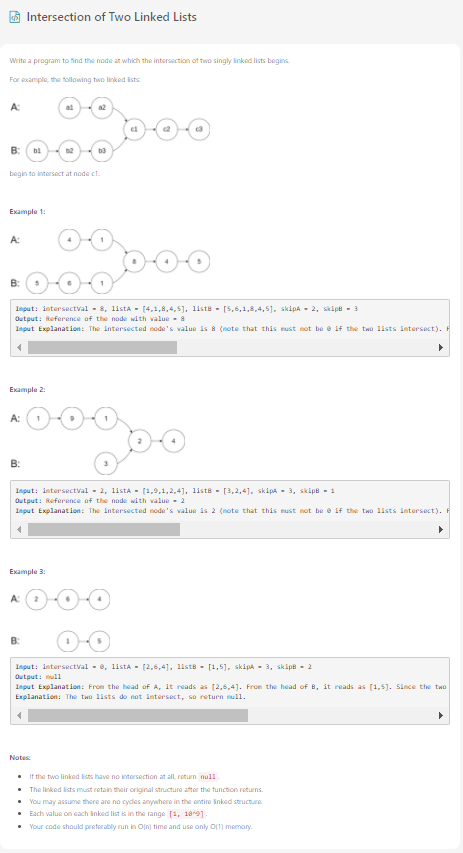 Intersection of Two Linked Lists
Write a program to find the node at which the intersection of two singly linked lists begins.
For example, the following two linked lists:
A: a1 a2
c1 c2 c3
B: b1 b2 b3
begin to intersect at node c1.
Example 1:
A: 4 1
8 4 5
B: 5 6 1
Input: intersectVal = 8, listA = [4,1,8,4,5], listB = [5,6,1,8,4,5], skipA = 2, skipB = 3
Output: Reference of the node with value = 8
Input Explanation: The intersected node's value is 8 (note that this must not be 0 if the two lists intersect). F
Example 2:
A: 1 9 1
2 4
B: 3
Input: intersectVal = 2, listA = [1,9,1,2,4], listB = [3,2,4], skipA = 3, skipB = 1
Output: Reference of the node with value = 2
Input Explanation: The intersected node's value is 2 (note that this must not be 0 if the two lists intersect). F
Example 3:
A: 2 6 4
B: 1 5
Input: intersectVal = 0, listA = [2,6,4], listB = [1,5], skipA = 3, skipB = 2
Output: null
Input Explanation: From the head of A, it reads as [2,6,4]. From the head of B, it reads as [1,5]. Since the two
Explanation: The two lists do not intersect, so return null.
Notes:
• If the two linked lists have no intersection at all, return null.
• The linked lists must retain their original structure after the function returns.
• You may assume there are no cycles anywhere in the entire linked structure.
• Each value on each linked list is in the range [1, 10^9].
• Your code should preferably run in O(n) time and use only O(1) memory.